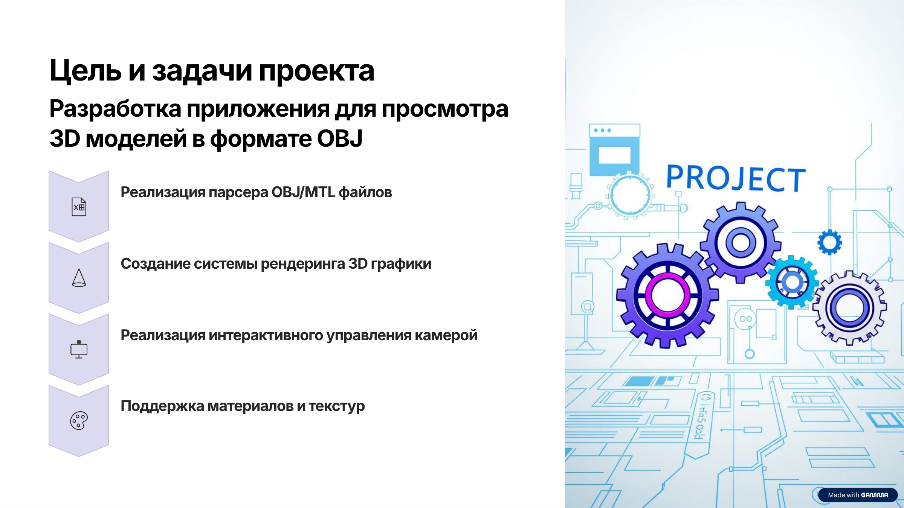 Цель и задачи проекта
Разработка приложения для просмотра
3D моделей в формате OBJ
Реализация парсера OBJ/MTL файлов
Создание системы рендеринга 3D графики
Реализация интерактивного управления камерой
Поддержка материалов и текстур
PROJECT
Made with GAMMA